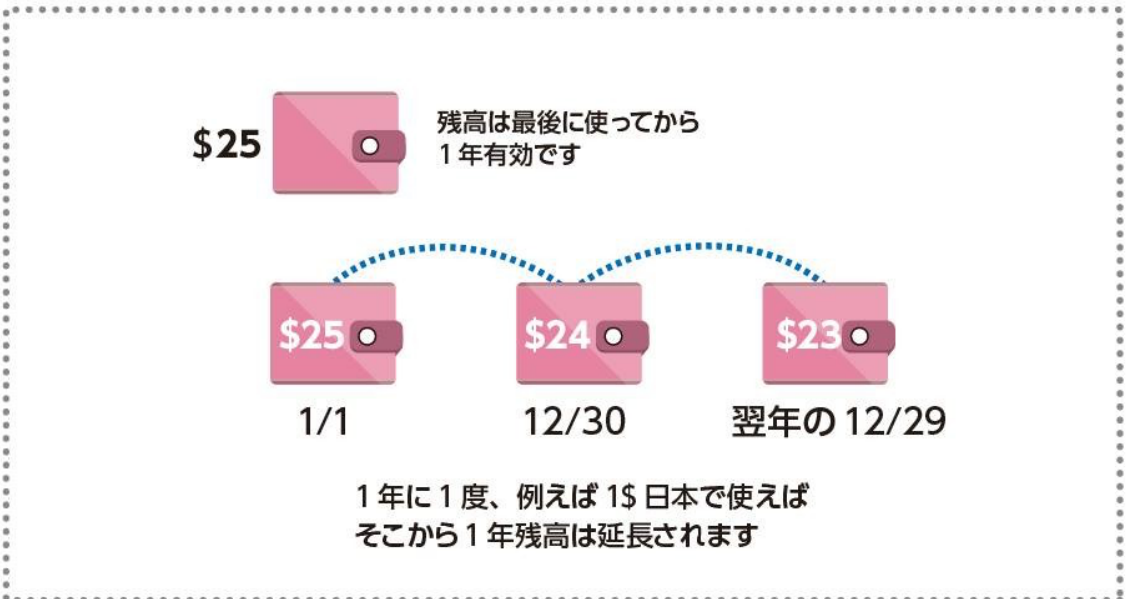 $25
残高は最後に使ってから
1年有効です
$25
$24
$23
1/1
12/30
翌年の12/29
1年に1度、例えば1$日本で使えば
そこから1年残高は延長されます